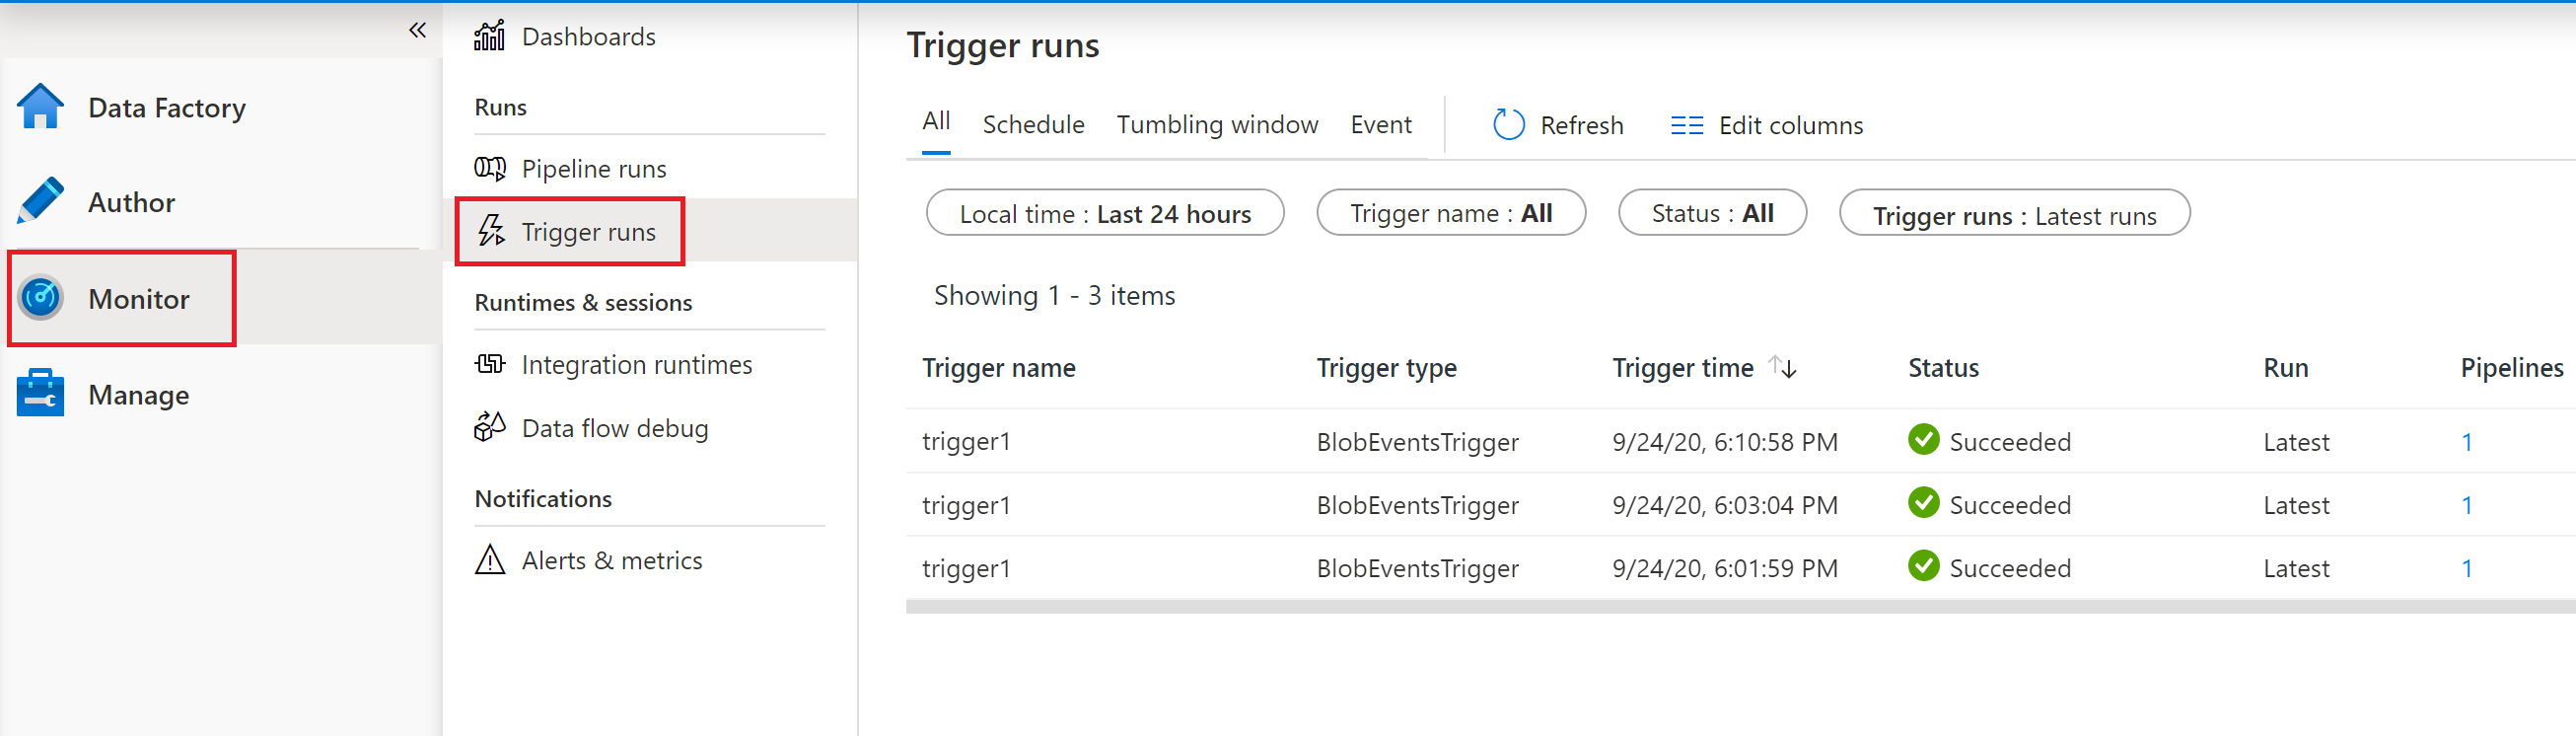 «
Data Factory
Author
Monitor
Manage
Dashboards
Runs
Pipeline runs
Trigger runs
Runtimes & sessions
Integration runtimes
Data flow debug
Notifications
Alerts & metrics
Trigger runs
All Schedule Tumbling window Event Refresh Edit columns
Local time : Last 24 hours Trigger name : All Status : All Trigger runs : Latest runs
Showing 1 - 3 items
Trigger name Trigger type Trigger time ↑↓ Status Run Pipelines
trigger1 BlobEventsTrigger 9/24/20, 6:10:58 PM Succeeded Latest 1
trigger1 BlobEventsTrigger 9/24/20, 6:03:04 PM Succeeded Latest 1
trigger1 BlobEventsTrigger 9/24/20, 6:01:59 PM Succeeded Latest 1